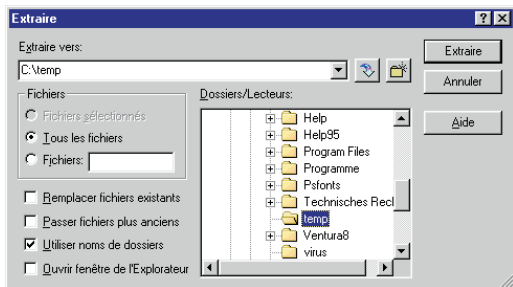 Extraire
Extraire vers:
C:\temp
Extraire
Annuler
Aide
Fichiers
Fichiers sélectionnés
Tous les fichiers
Fichiers:
Remplacer fichiers existants
Passer fichiers plus anciens
Utiliser noms de dossiers
Ouvrir fenêtre de l'Explorateur
Dossiers/Lecteurs:
Help
Help95
Program Files
Programme
Psfonts
Technisches Recl
temp
Ventura8
virus